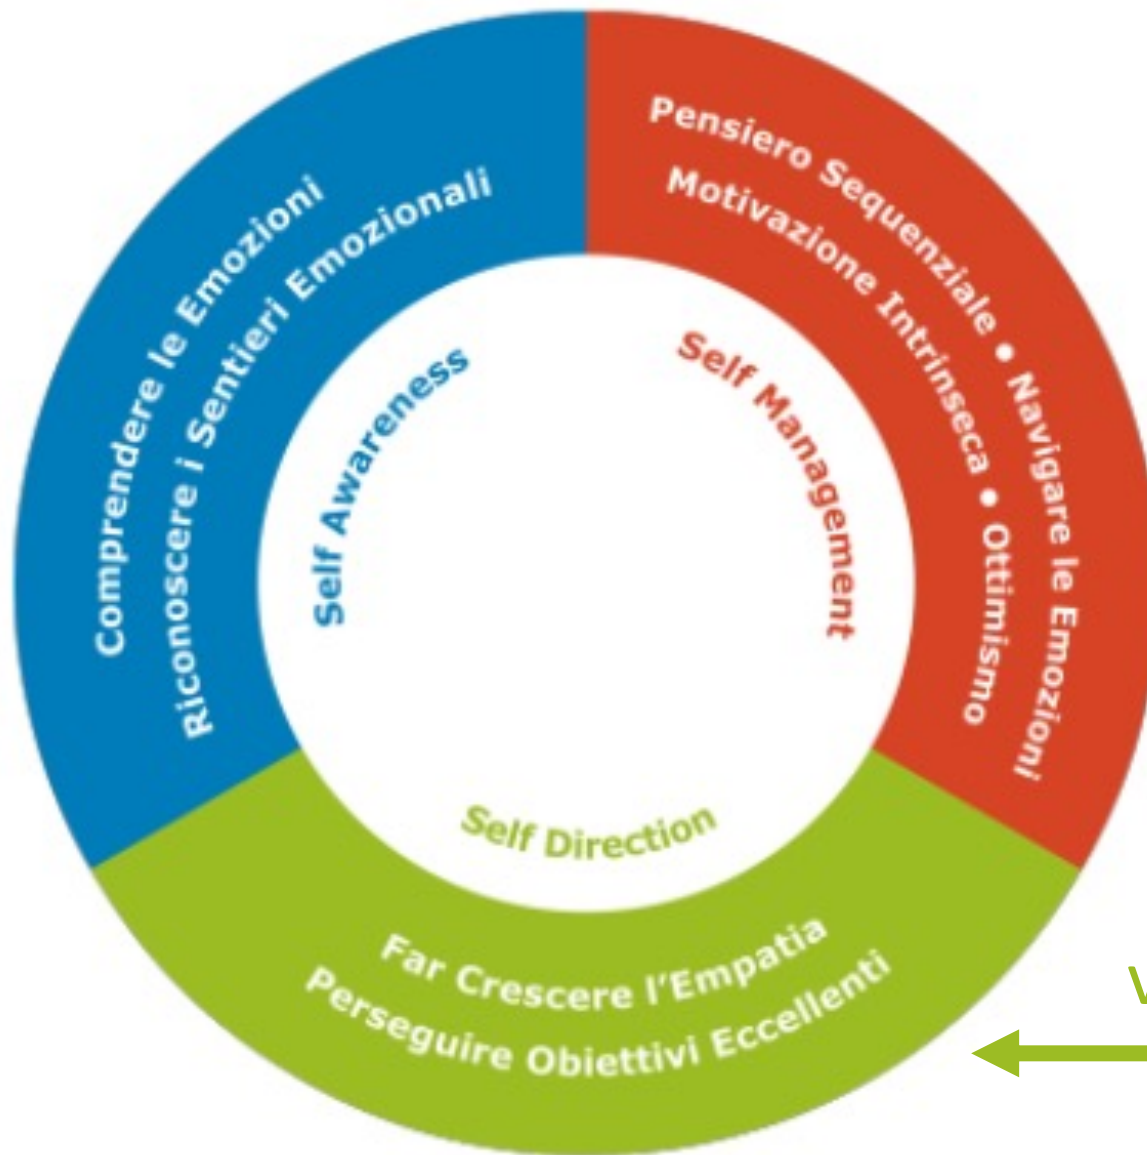 Comprendere le Emozioni
Riconoscere i Sentieri Emozionali
Self Awareness
Pensiero Sequenziale • Navigare le Emozioni
Motivazione Intrinseca • Ottimismo
Self Management
Self Direction
Far Crescere l’Empatia
Perseguire Obiettivi Eccellenti